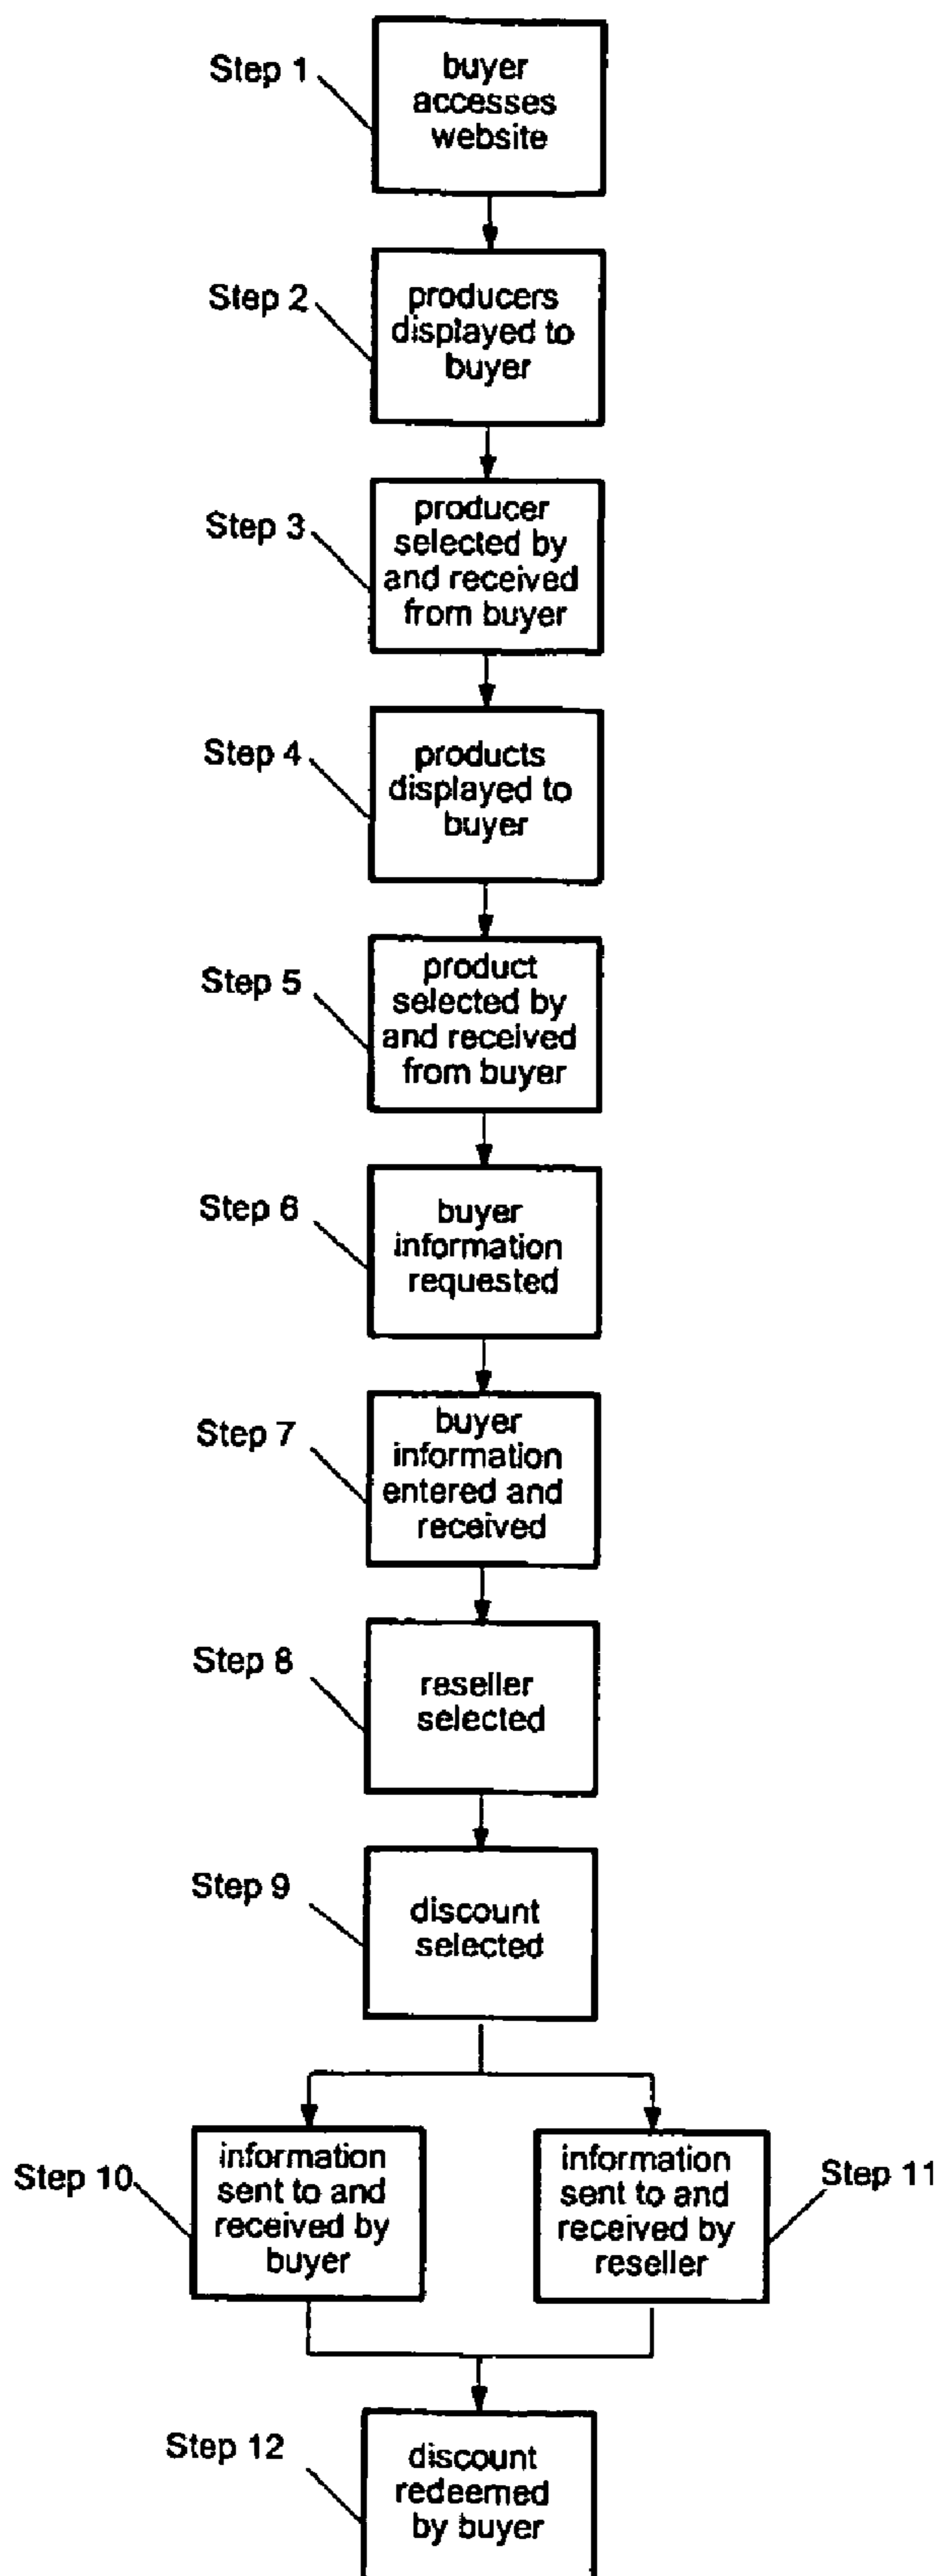 Step 1
buyer
accesses
website
Step 2
producers
displayed to
buyer
Step 3
producer
selected by
and received
from buyer
Step 4
products
displayed to
buyer
Step 5
product
selected by
and received
from buyer
Step 6
buyer
information
requested
Step 7
buyer
information
entered and
received
Step 8
reseller
selected
Step 9
discount
selected
Step 10
information
sent to and
received by
buyer
information
sent to and
received by
reseller
Step 11
Step 12
discount
redeemed
by buyer